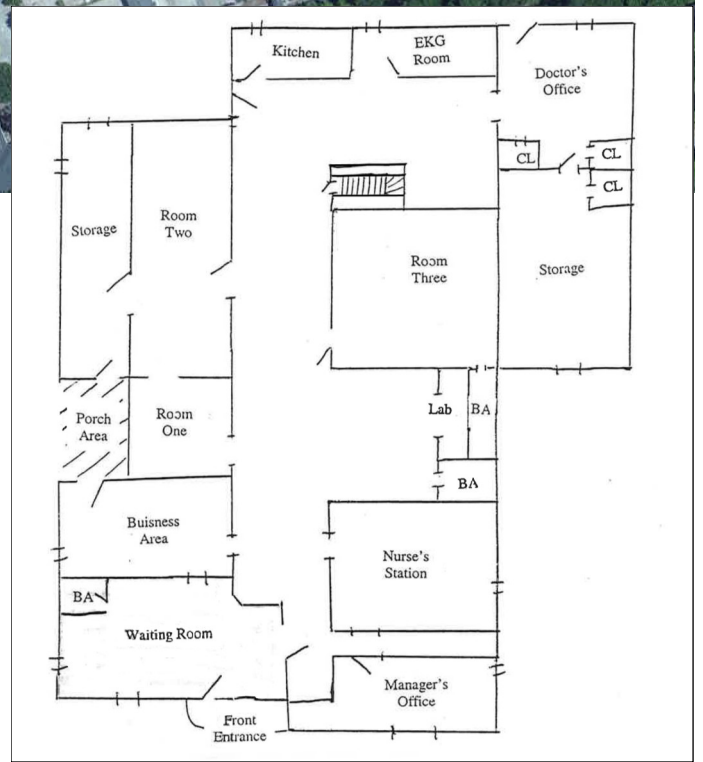 Kitchen
EKG
Room
Doctor's
Office
CL
CL
CL
Storage
Room
Two
Room
Three
Storage
Porch
Area
Room
One
Lab
BA
BA
Buisness
Area
Nurse's
Station
BA
Waiting Room
Manager's
Office
Front
Entrance